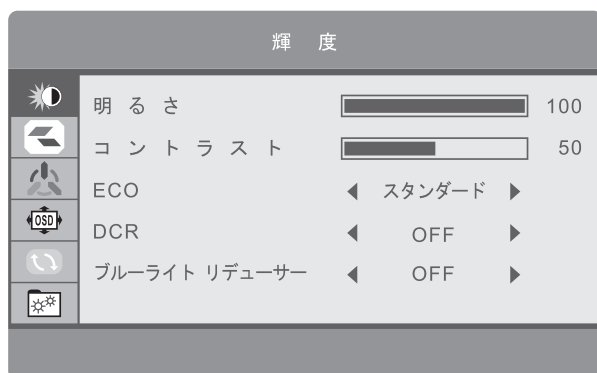 輝 度
明 る さ 100
コ ン ト ラ ス ト 50
ECO スタンダード
DCR OFF
OSD
ブルーライト リデューサー OFF